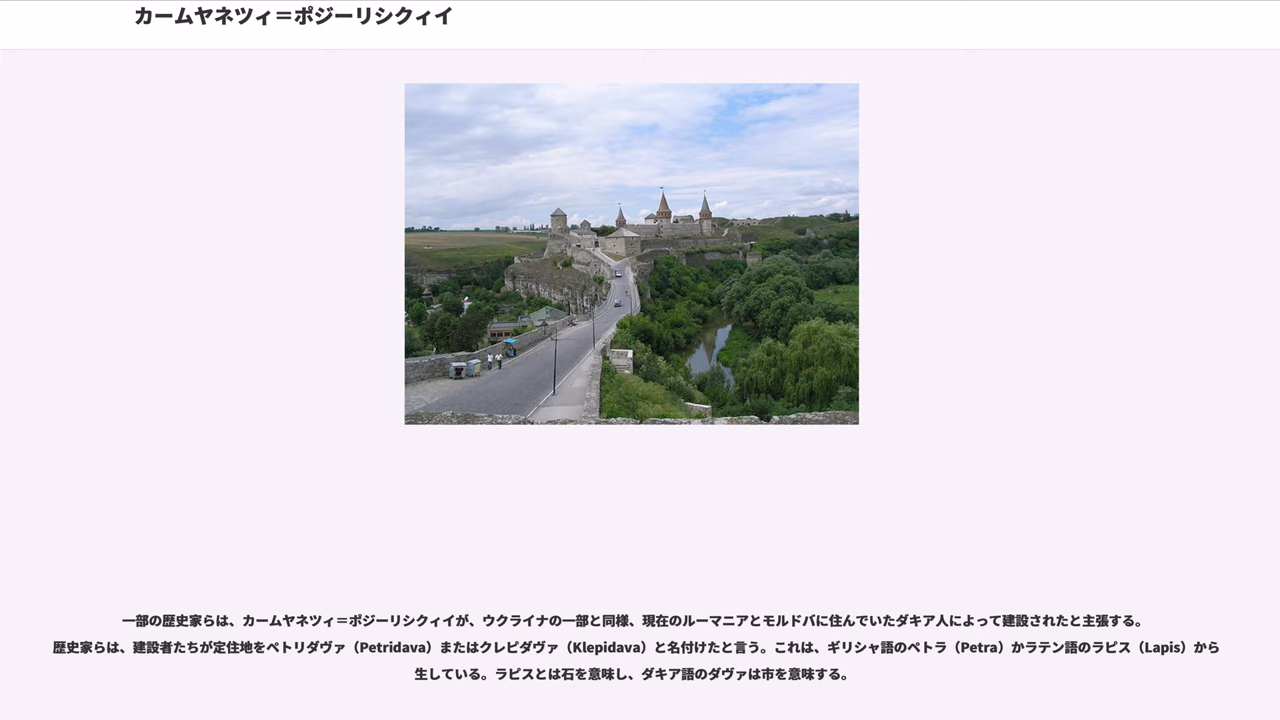 カームヤネツィ＝ポジーリシクィイ
一部の歴史家らは、カームヤネツィ＝ポジーリシクィイが、ウクライナの一部と同様、現在のルーマニアとモルドバに住んでいたダキア人によって建設されたと主張する。
歴史家らは、建設者たちが定住地をペトリダヴァ（Petridava）またはクレピダヴァ（Klepidava）と名付けたと言う。これは、ギリシャ語のペトラ（Petra）かラテン語のラピス（Lapis）から
生している。ラピスとは石を意味し、ダキア語のダヴァは市を意味する。